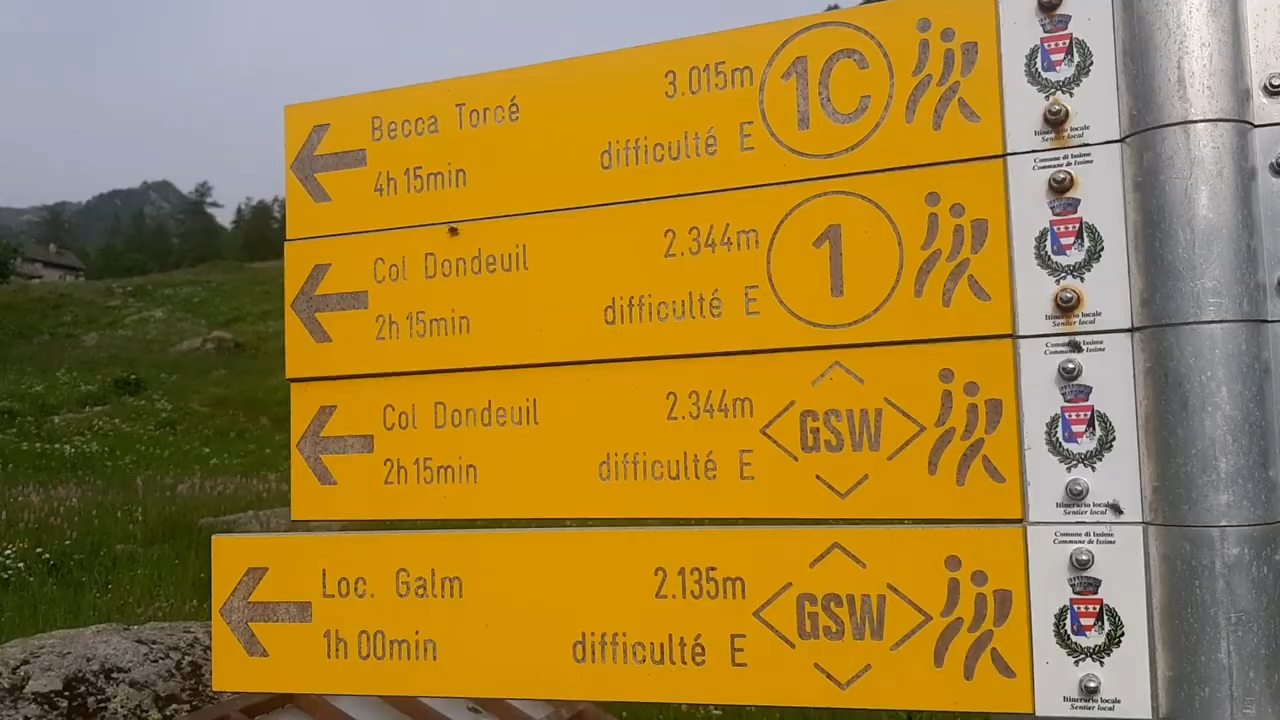 Becca Torcé 3.015m 1C
4h 15min difficulté E
Itinerario locale
Sentier local
Col Dondeuil 2.344m 1
2h 15min difficulté E
Comune di Issime
Commune de Issime
Itinerario locale
Sentier local
Col Dondeuil 2.344m GSW
2h 15min difficulté E
Comune di Issime
Commune de Issime
Itinerario locale
Sentier local
Loc. Galm 2.135m GSW
1h 00min difficulté E
Comune di Issime
Commune de Issime
Itinerario locale
Sentier local